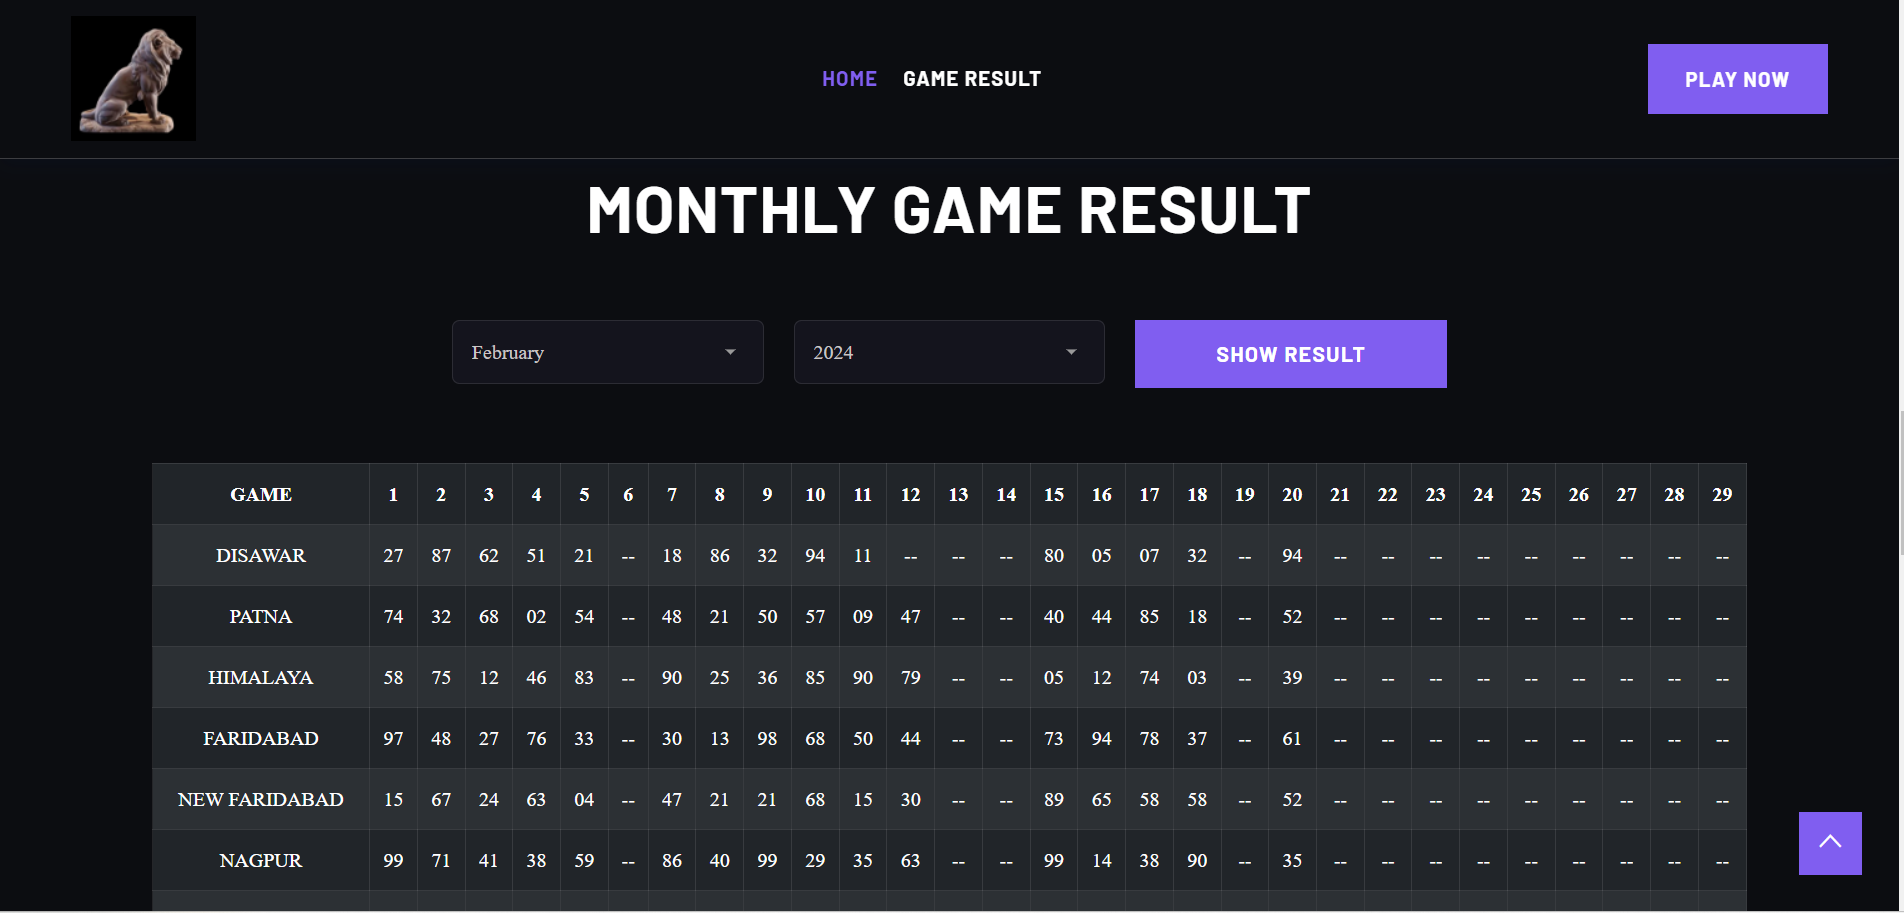 HOME GAME RESULT PLAY NOW
MONTHLY GAME RESULT
February 2024 SHOW RESULT
GAME 1 2 3 4 5 6 7 8 9 10 11 12 13 14 15 16 17 18 19 20 21 22 23 24 25 26 27 28 29
DISAWAR 27 87 62 51 21 -- 18 86 32 94 11 -- -- -- 80 05 07 32 -- 94 -- -- -- -- -- -- -- -- --
PATNA 74 32 68 02 54 -- 48 21 50 57 09 47 -- -- 40 44 85 18 -- 52 -- -- -- -- -- -- -- -- --
HIMALAYA 58 75 12 46 83 -- 90 25 36 85 90 79 -- -- 05 12 74 03 -- 39 -- -- -- -- -- -- -- -- --
FARIDABAD 97 48 27 76 33 -- 30 13 98 68 50 44 -- -- 73 94 78 37 -- 61 -- -- -- -- -- -- -- -- --
NEW FARIDABAD 15 67 24 63 04 -- 47 21 21 68 15 30 -- -- 89 65 58 58 -- 52 -- -- -- -- -- -- -- -- --
NAGPUR 99 71 41 38 59 -- 86 40 99 29 35 63 -- -- 99 14 38 90 -- 35 -- -- -- -- -- -- -- -- --